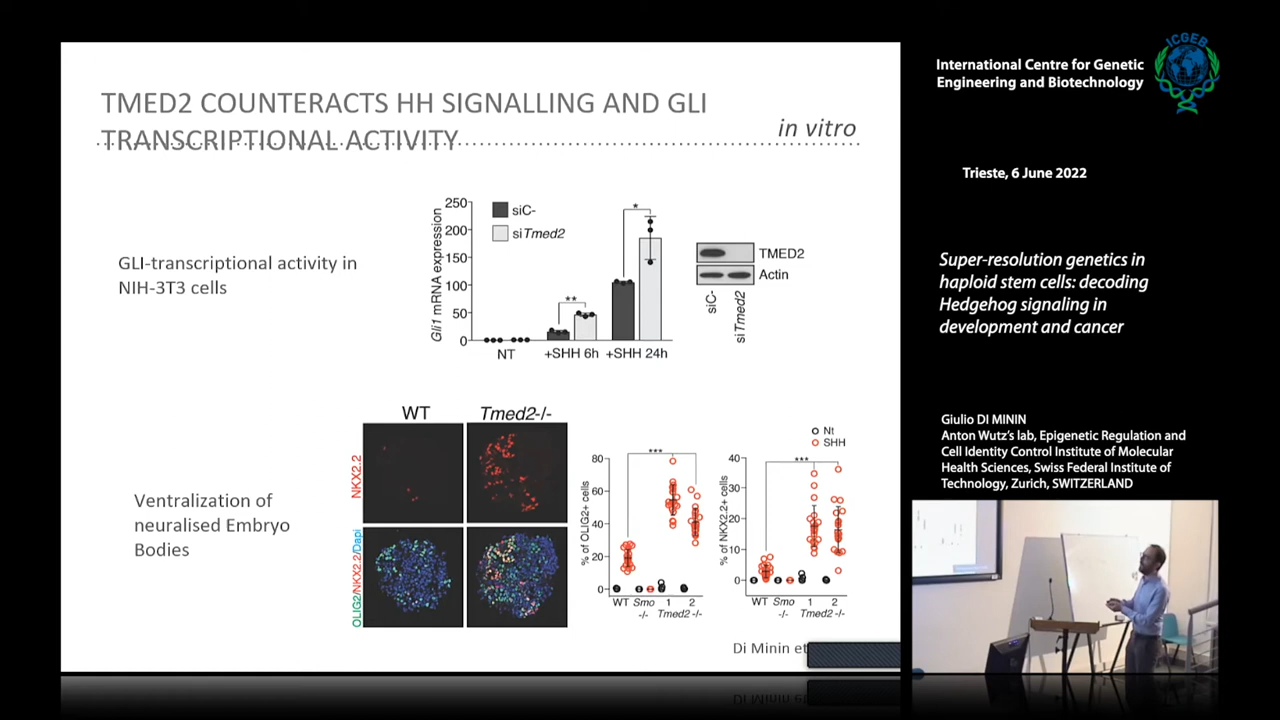 TMED2 COUNTERACTS HH SIGNALLING AND GLI
TRANSCRIPTIONAL ACTIVITY
in vitro
GLI-transcriptional activity in
NIH-3T3 cells
Gli1 mRNA expression
250
200
150
100
50
0
siC-
siTmed2
*
**
NT
+SHH 6h
+SHH 24h
TMED2
Actin
siC-
siTmed2
Ventralization of
neuralised Embryo
Bodies
WT
Tmed2-/-
NKX2.2
OLIG2/NKX2.2/Dapi
% of OLIG2+ cells
80
60
40
20
0
***
WT Smo 1 2
-/- Tmed2 -/-
Nt
SHH
% of NKX2.2+ cells
40
30
20
10
0
***
WT Smo 1 2
-/- Tmed2 -/-
Di Minin et
ICGEB
International Centre for Genetic
Engineering and Biotechnology
Trieste, 6 June 2022
Super-resolution genetics in
haploid stem cells: decoding
Hedgehog signaling in
development and cancer
Giulio DI MININ
Anton Wutz's lab, Epigenetic Regulation and
Cell Identity Control Institute of Molecular
Health Sciences, Swiss Federal Institute of
Technology, Zurich, SWITZERLAND